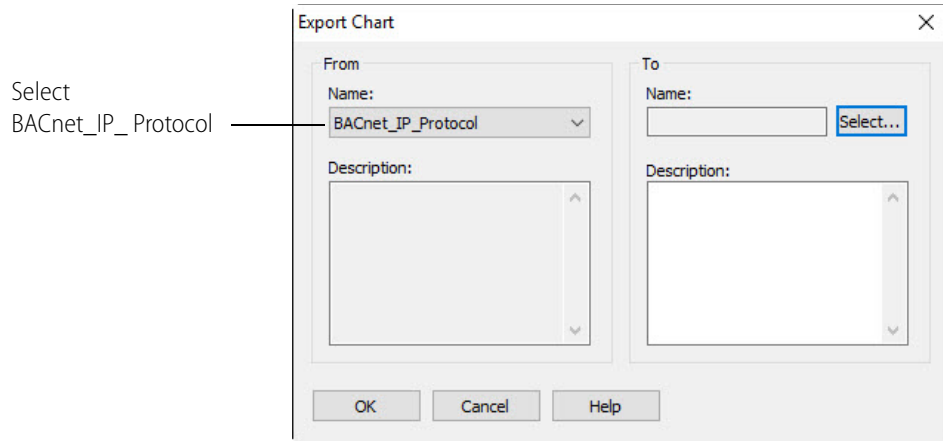 Export Chart
Select
BACnet_IP_ Protocol
From
Name:
BACnet_IP_Protocol
Description:
To
Name:
Select...
Description:
OK
Cancel
Help